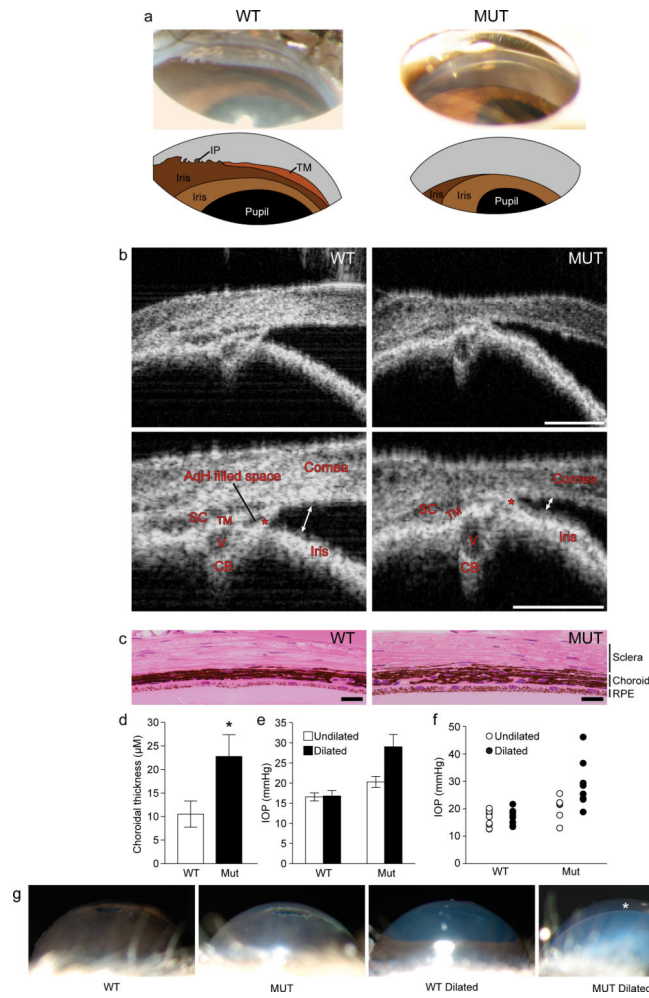 a
WT
MUT
IP
Iris
TM
Iris
Pupil
Iris
Iris
Pupil
b
WT
MUT
Cornea
AqH filled space
SC
TM
*
V
Iris
CB
Cornea
*
SC
TM
V
Iris
CB
c
WT
MUT
Sclera
Choroid
RPE
d
Choroidal thickness (μM)
30
25
20
15
10
5
0
*
WT
Mut
e
Undilated
Dilated
IOP (mmHg)
35
30
25
20
15
10
5
0
WT
Mut
f
Undilated
Dilated
IOP (mmHg)
50
40
30
20
10
0
WT
Mut
g
*
WT
MUT
WT Dilated
MUT Dilated